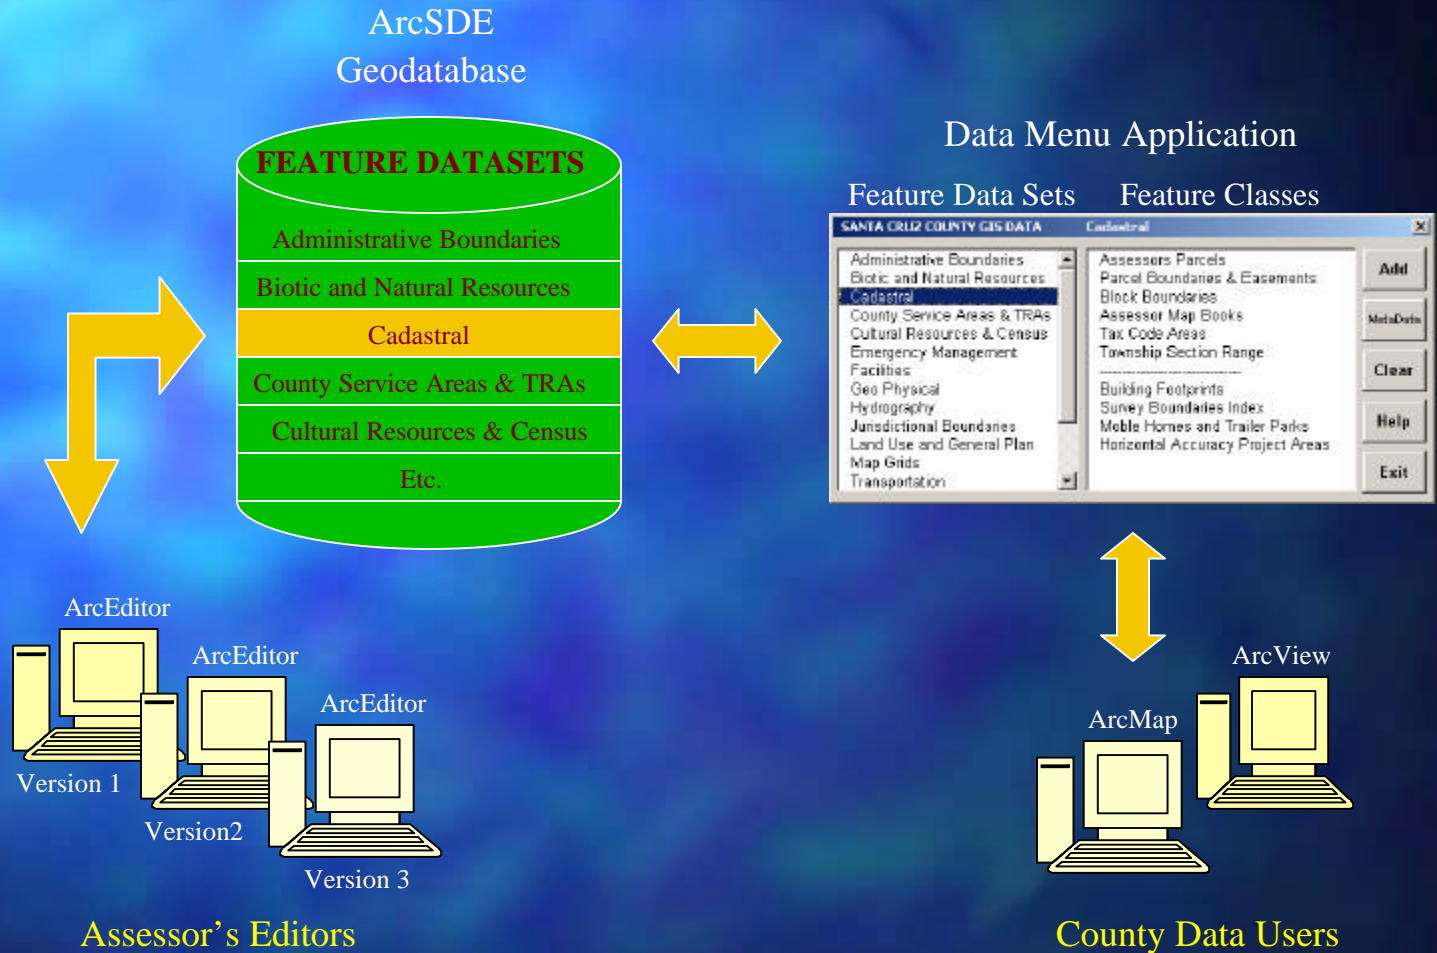 ArcSDE
Geodatabase
FEATURE DATASETS
Administrative Boundaries
Biotic and Natural Resources
Cadastral
County Service Areas & TRAs
Cultural Resources & Census
Etc.
Data Menu Application
Feature Data Sets Feature Classes
SANTA CRUZ COUNTY GIS DATA Cadastral
Administrative Boundaries
Biotic and Natural Resources
Cadastral
County Service Areas & TRAs
Cultural Resources & Census
Emergency Management
Facilities
Geo Physical
Hydrography
Jurisdictional Boundaries
Land Use and General Plan
Map Grids
Transportation
Assessors Parcels
Parcel Boundaries & Easements
Block Boundaries
Assessor Map Books
Tax Code Areas
Township Section Range
------------------------------
Building Footprints
Survey Boundaries Index
Moble Homes and Trailer Parks
Horizontal Accuracy Project Areas
Add
MetaData
Clear
Help
Exit
ArcEditor
Version 1
ArcEditor
Version2
ArcEditor
Version 3
Assessor’s Editors
ArcView
ArcMap
County Data Users